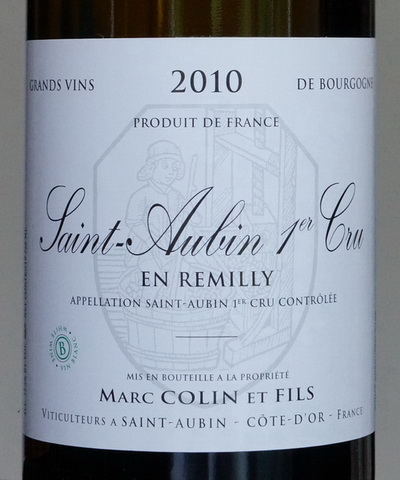 GRANDS VINS 2010 DE BOURGOGNE
PRODUIT DE FRANCE
Saint-Aubin 1er Cru
EN REMILLY
APPELLATION SAINT-AUBIN 1ER CRU CONTRÔLÉE
B
MIS EN BOUTEILLE A LA PROPRIÉTÉ
MARC COLIN ET FILS
VITICULTEURS A SAINT-AUBIN - CÔTE-D'OR - FRANCE